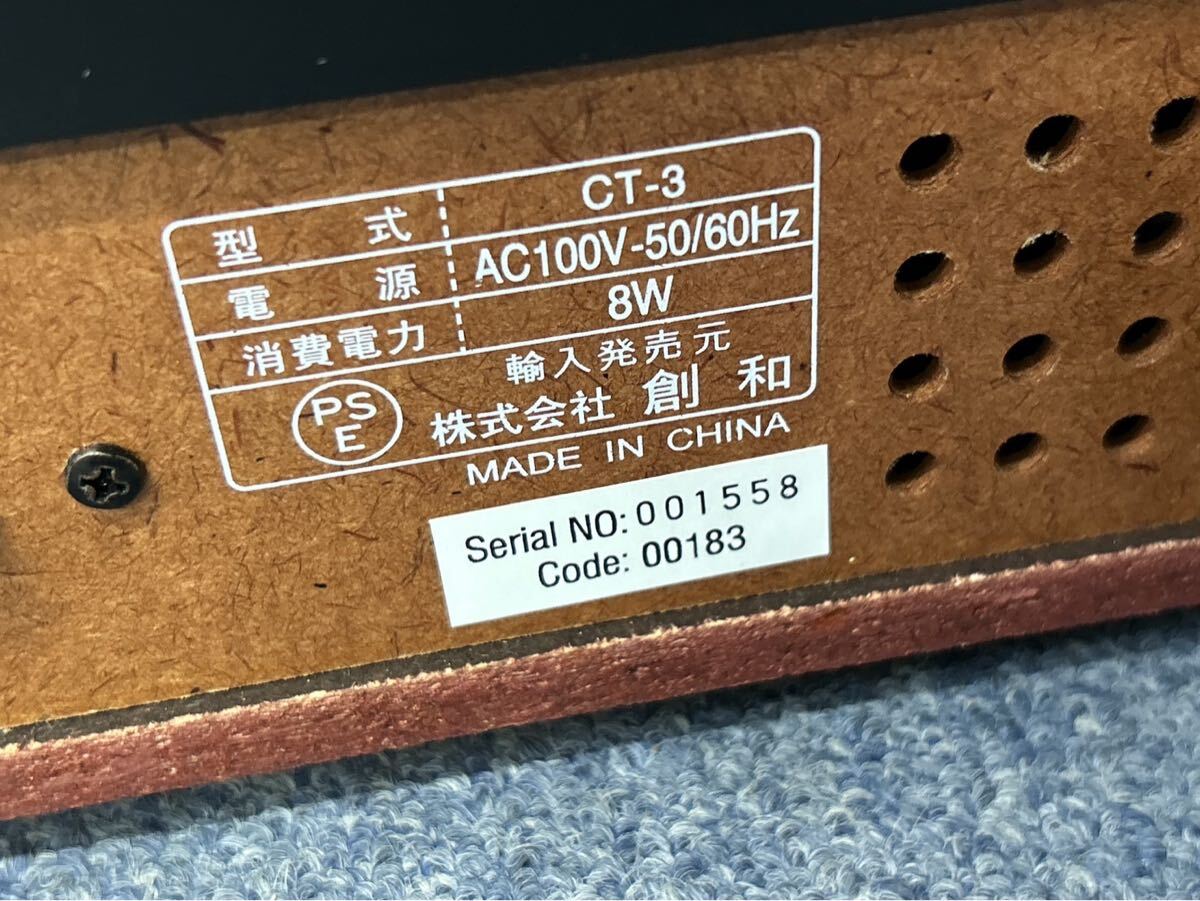 型式 CT-3
電源 AC100V-50/60Hz
消費電力 8W
PS
E
輸入発売元
株式会社 創和
MADE IN CHINA
Serial NO: 001558
Code: 00183